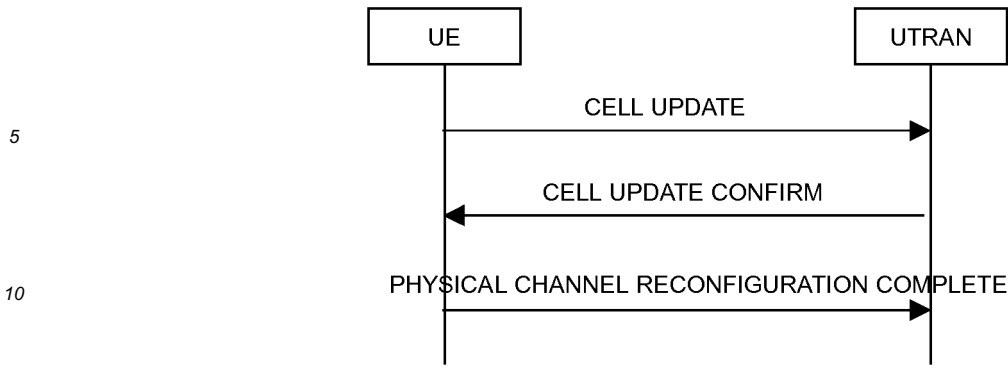 UE
UTRAN
CELL UPDATE
5
CELL UPDATE CONFIRM
PHYSICAL CHANNEL RECONFIGURATION COMPLETE
10